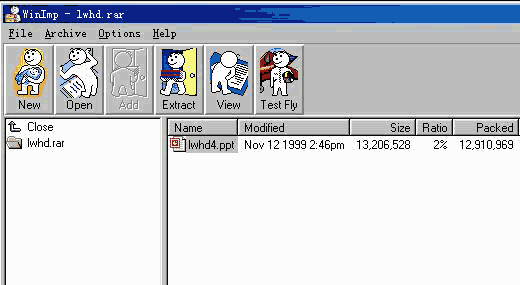 WinImp - lwhd.rar
File Archive Options Help
New Open Add Extract View Test Fly
Close
lwhd.rar
Name Modified Size Ratio Packed
lwhd4.ppt Nov 12 1999 2:46pm 13,206,528 2% 12,910,969